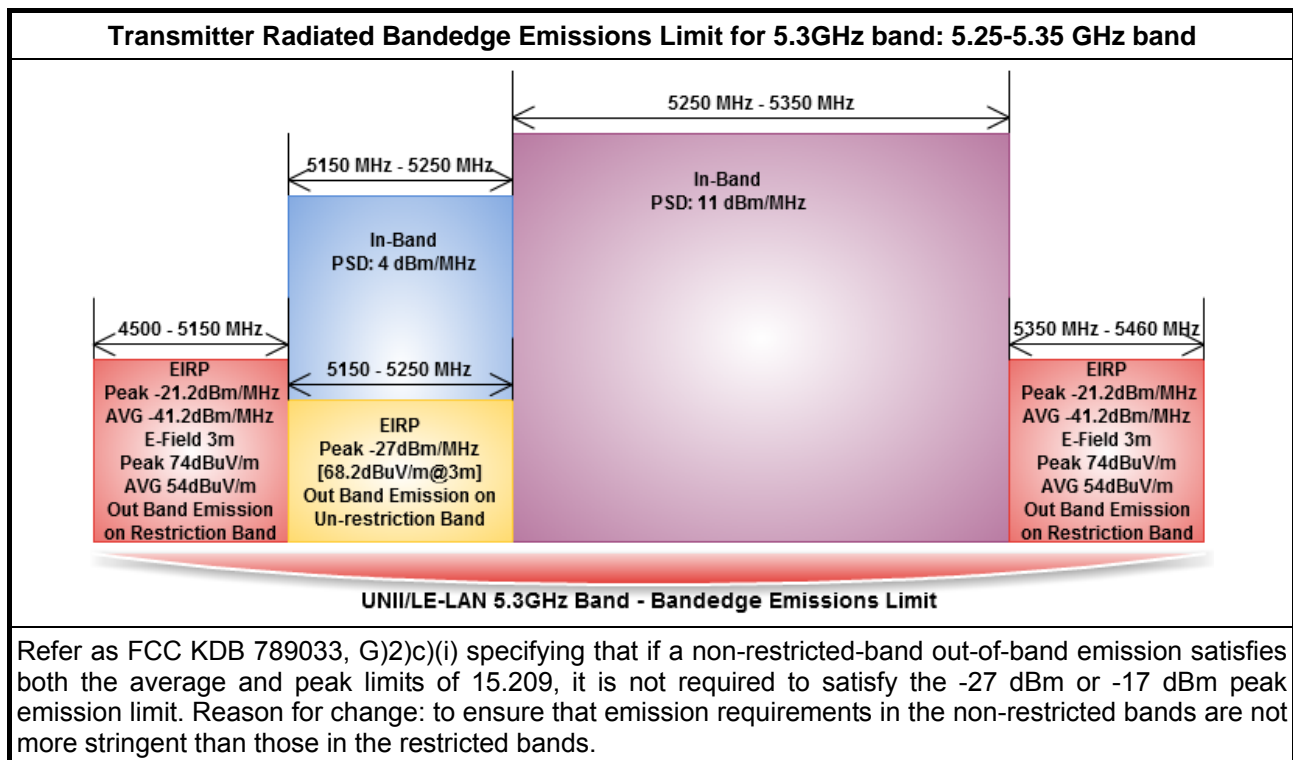 Transmitter Radiated Bandedge Emissions Limit for 5.3GHz band: 5.25-5.35 GHz band
5250 MHz - 5350 MHz
5150 MHz - 5250 MHz
In-Band
PSD: 11 dBm/MHz
In-Band
PSD: 4 dBm/MHz
4500 - 5150 MHz
5350 MHz - 5460 MHz
EIRP
Peak -21.2dBm/MHz
AVG -41.2dBm/MHz
E-Field 3m
Peak 74dBuV/m
AVG 54dBuV/m
Out Band Emission
on Restriction Band
5150 - 5250 MHz
EIRP
Peak -27dBm/MHz
[68.2dBuV/m@3m]
Out Band Emission on
Un-restriction Band
EIRP
Peak -21.2dBm/MHz
AVG -41.2dBm/MHz
E-Field 3m
Peak 74dBuV/m
AVG 54dBuV/m
Out Band Emission
on Restriction Band
UNII/LE-LAN 5.3GHz Band - Bandedge Emissions Limit
Refer as FCC KDB 789033, G)2)c)(i) specifying that if a non-restricted-band out-of-band emission satisfies
both the average and peak limits of 15.209, it is not required to satisfy the -27 dBm or -17 dBm peak
emission limit. Reason for change: to ensure that emission requirements in the non-restricted bands are not
more stringent than those in the restricted bands.